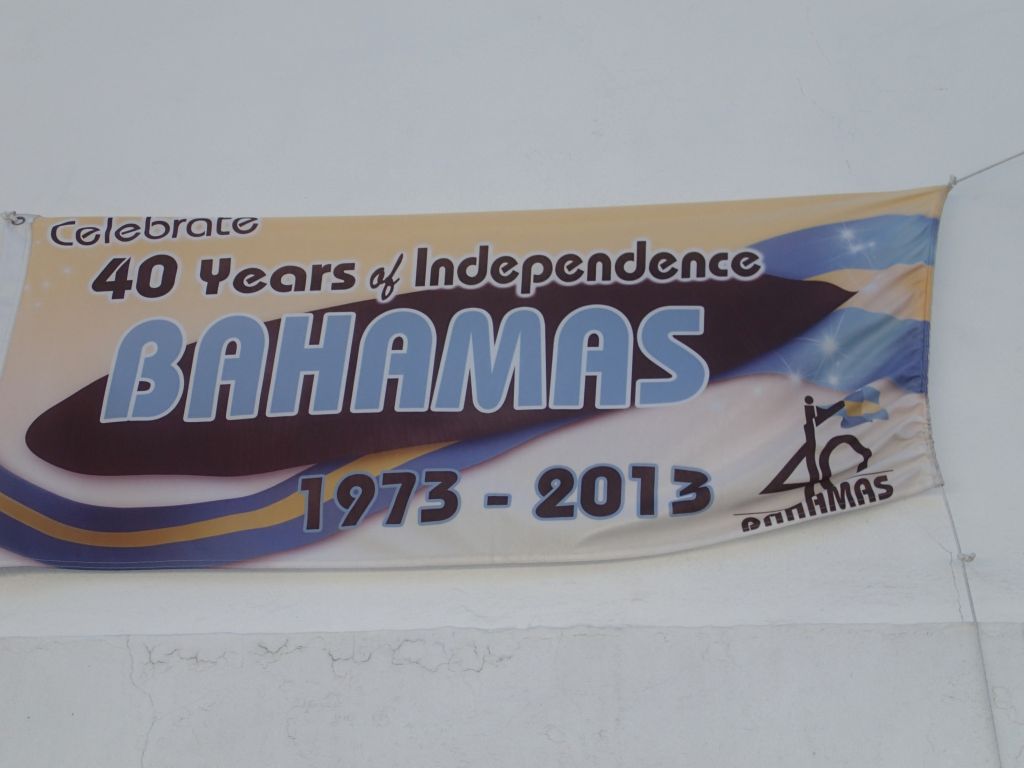 Celebrate
40 Years of Independence
BAHAMAS
1973 - 2013
40
BAHAMAS